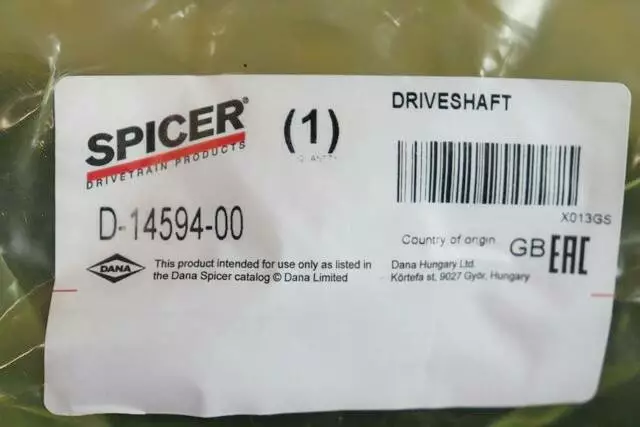 SPICER®
DRIVETRAIN PRODUCTS
(1)
QUANTITY
DRIVESHAFT
X013GS
D-14594-00
Country of origin GB EAC
DANA
This product intended for use only as listed in
the Dana Spicer catalog © Dana Limited
Dana Hungary Ltd.
Körtefa st, 9027 Győr, Hungary